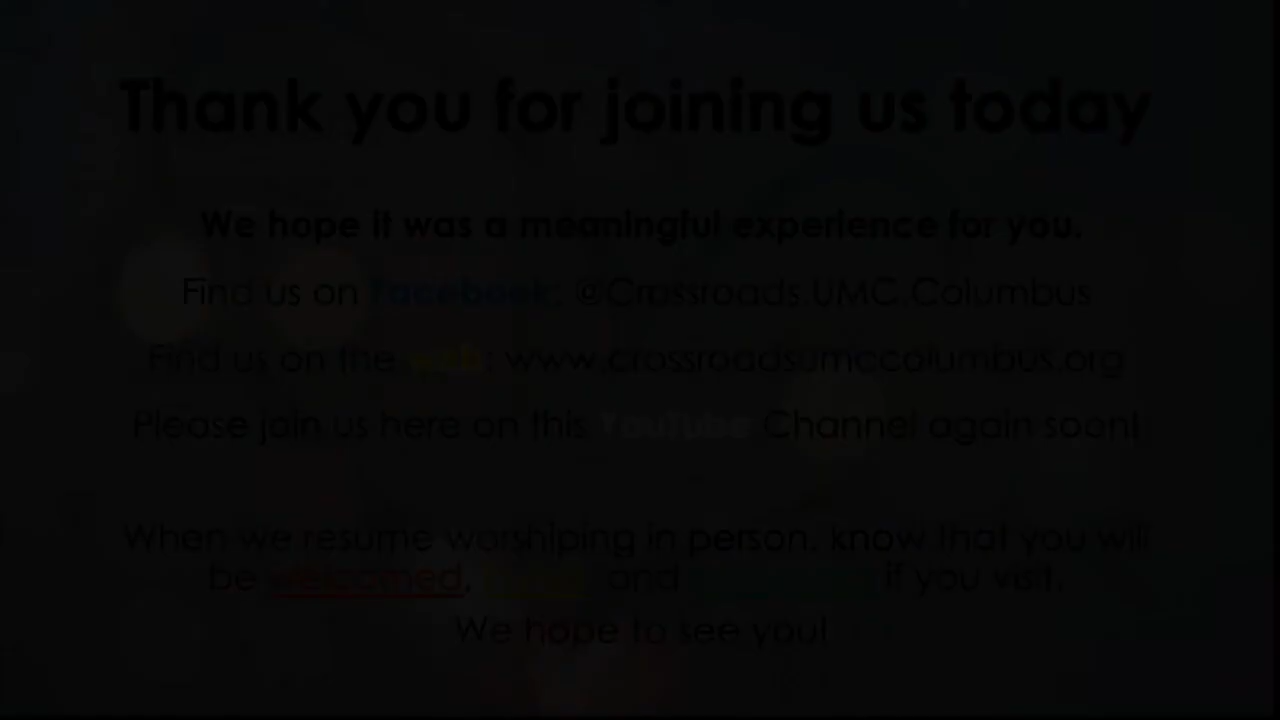 Thank you for joining us today
We hope it was a meaningful experience for you.
Find us on Facebook: @Crossroads.UMC.Columbus
Find us on the web: www.crossroadsumccolumbus.org
Please join us here on this YouTube Channel again soon!
When we resume worshiping in person, know that you will
be welcomed, and if you visit.
We hope to see you!